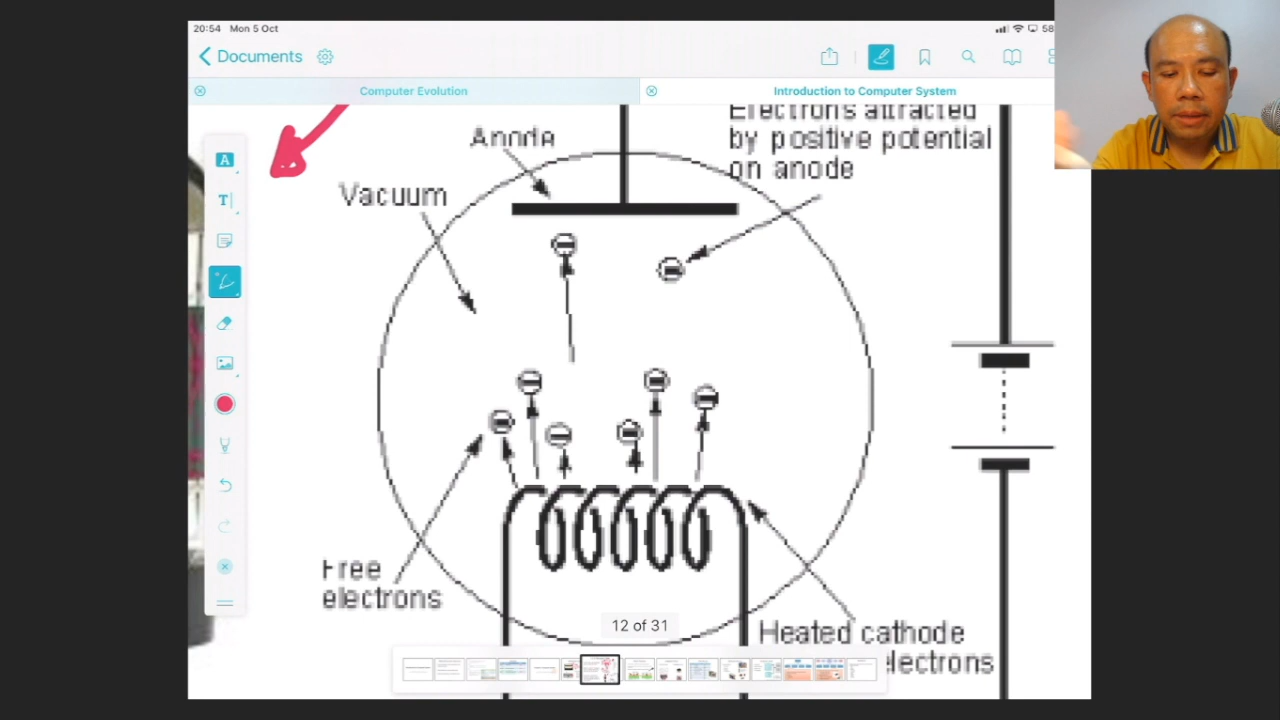 20:54 Mon 5 Oct
58
Documents
Computer Evolution
Introduction to Computer System
A
T
Electrons attracted
by positive potential
on anode
Anode
Vacuum
Free
electrons
12 of 31
Heated cathode
electrons